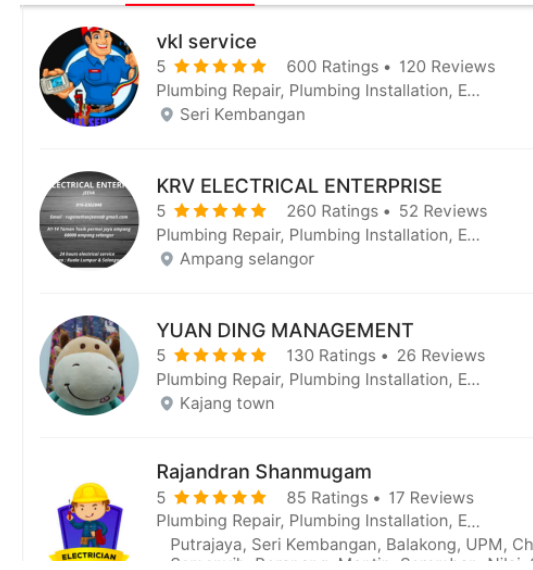 vkl service
5 600 Ratings • 120 Reviews
Plumbing Repair, Plumbing Installation, E...
Seri Kembangan
KRV ELECTRICAL ENTERPRISE
5 260 Ratings • 52 Reviews
Plumbing Repair, Plumbing Installation, E...
Ampang selangor
YUAN DING MANAGEMENT
5 130 Ratings • 26 Reviews
Plumbing Repair, Plumbing Installation, E...
Kajang town
Rajandran Shanmugam
5 85 Ratings • 17 Reviews
Plumbing Repair, Plumbing Installation, E...
ELECTRICIAN
Putrajaya, Seri Kembangan, Balakong, UPM, Ch